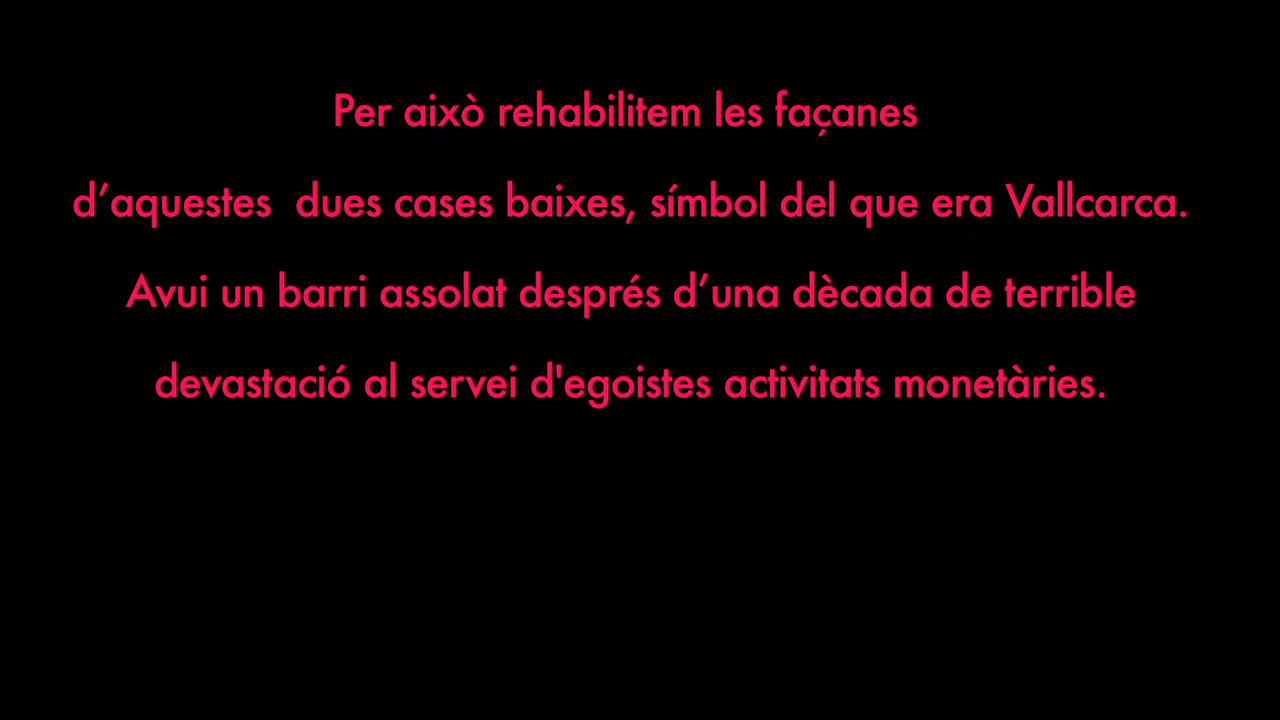 Per això rehabilitem les façanes
d’aquestes  dues cases baixes, símbol del que era Vallcarca.
Avui un barri assolat després d’una dècada de terrible
devastació al servei d'egoistes activitats monetàries.